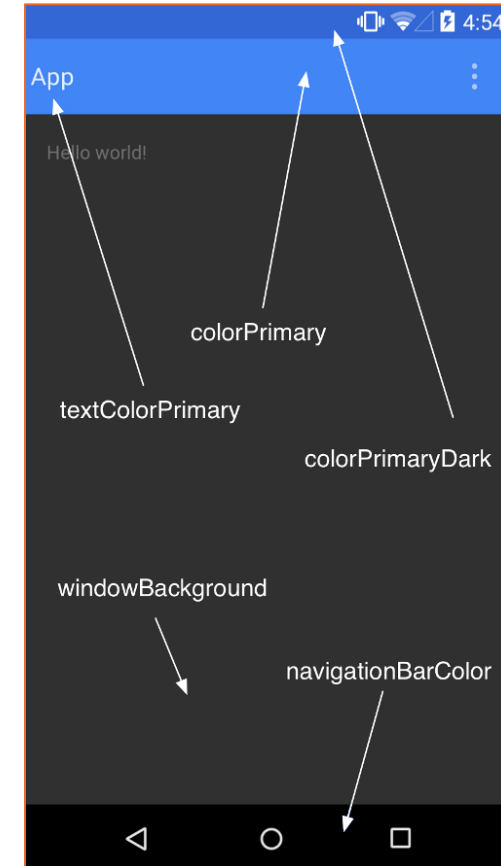 4:54
App
Hello world!
colorPrimary
textColorPrimary
colorPrimaryDark
windowBackground
navigationBarColor